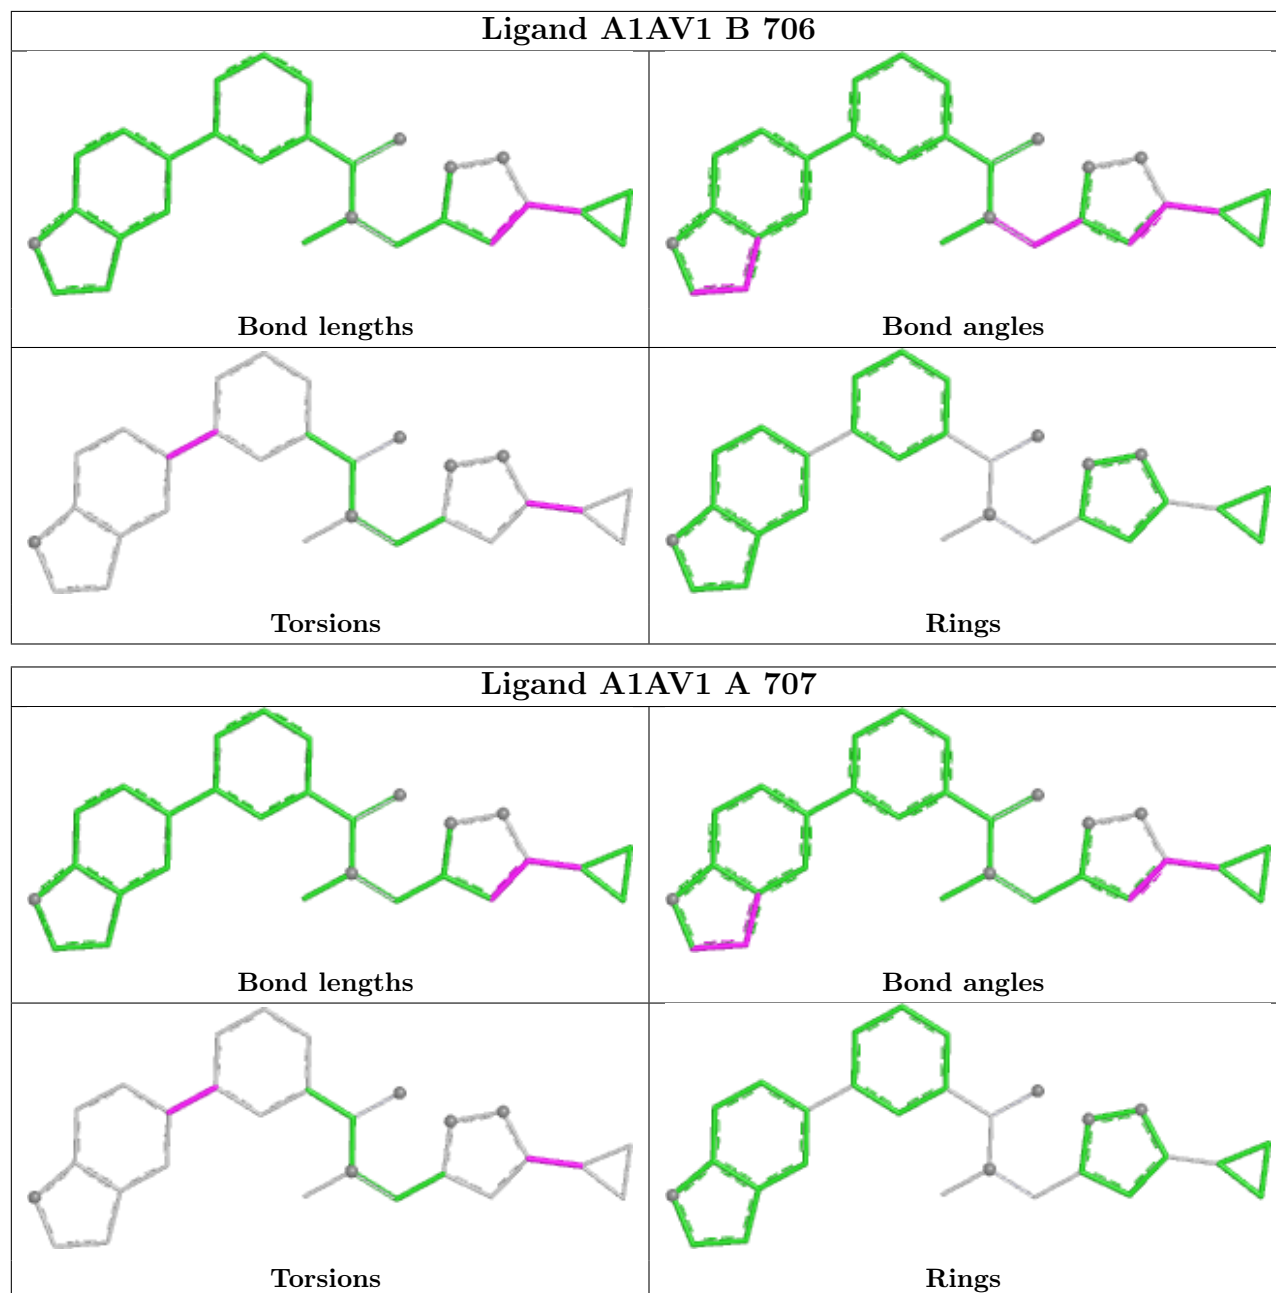 Ligand A1AV1 B 706
Bond lengths
Bond angles
Torsions
Rings
Ligand A1AV1 A 707
Bond lengths
Bond angles
Torsions
Rings